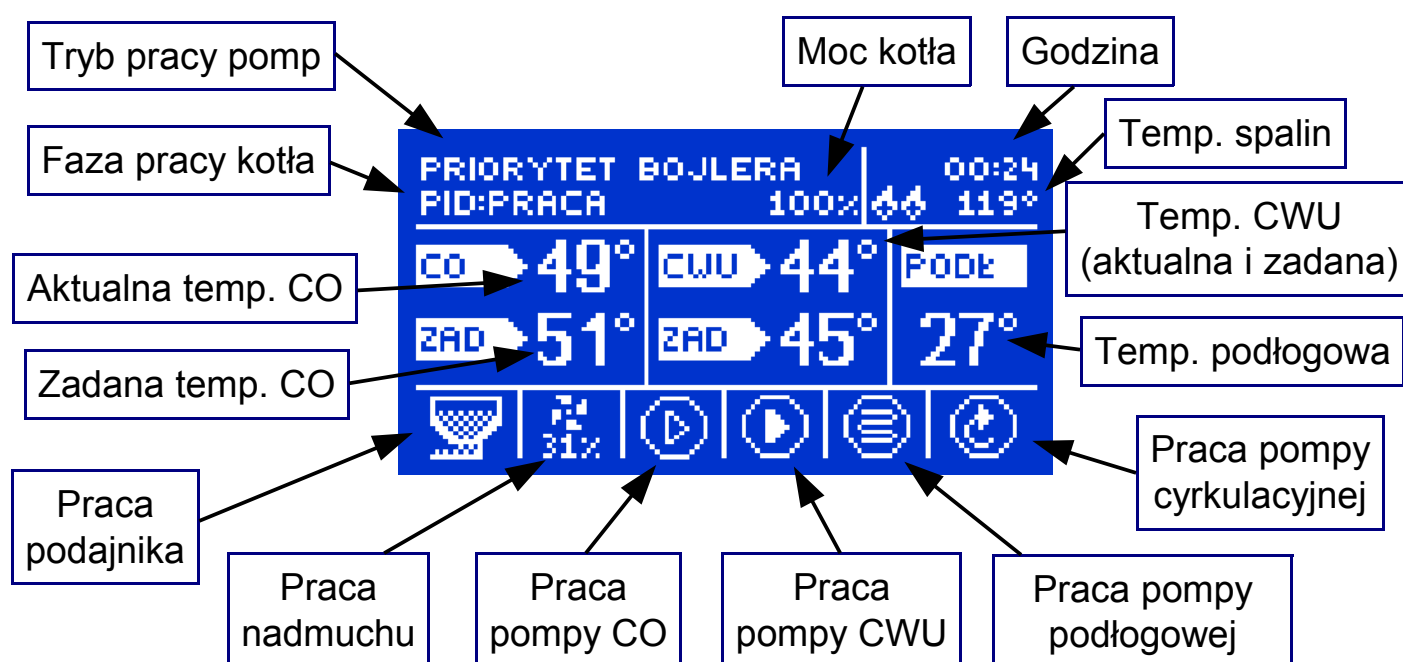 Tryb pracy pomp
Moc kotła
Godzina
Faza pracy kotła
Temp. spalin
PRIORYTET BOJLERA
00:24
PID:PRACA
100%
119°
Temp. CWU
(aktualna i zadana)
Aktualna temp. CO
CO
49°
CWU
44°
PODŁ
Zadana temp. CO
ZAD
51°
ZAD
45°
27°
Temp. podłogowa
31%
Praca
podajnika
Praca
nadmuchu
Praca
pompy CO
Praca
pompy CWU
Praca pompy
podłogowej
Praca pompy
cyrkulacyjnej